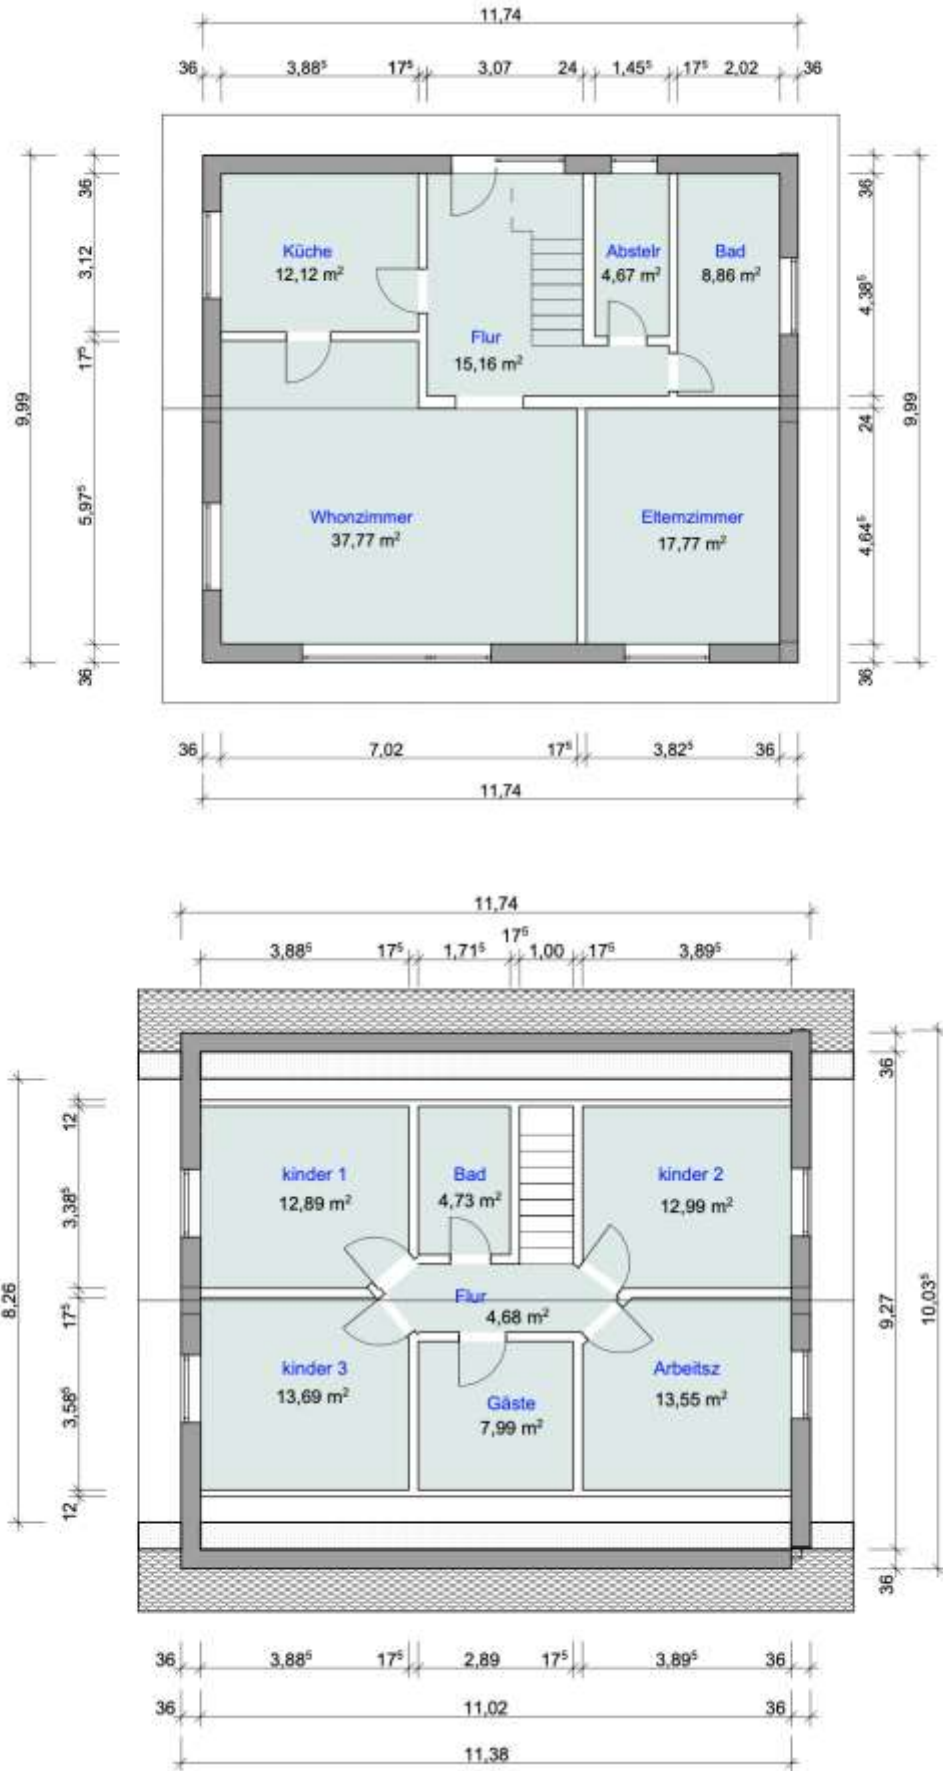 11,74
36 3,88⁵ 17⁵ 3,07 24 1,45⁵ 17⁵ 2,02 36
36
3,12
17⁵
5,97⁵
36
9,99
Küche
12,12 m²
Abstelr
4,67 m²
Bad
8,86 m²
Flur
15,16 m²
Whonzimmer
37,77 m²
Elternzimmer
17,77 m²
36
4,38⁵
24
4,64⁵
36
9,99
36 7,02 17⁵ 3,82⁵ 36
11,74
11,74
17⁵
3,88⁵ 17⁵ 1,71⁵ 1,00 17⁵ 3,89⁵
8,26
12
3,38⁵
17⁵
3,58⁵
12
kinder 1
12,89 m²
Bad
4,73 m²
kinder 2
12,99 m²
Flur
4,68 m²
kinder 3
13,69 m²
Gäste
7,99 m²
Arbeitsz
13,55 m²
36
9,27
36
10,03⁵
36 3,88⁵ 17⁵ 2,89 17⁵ 3,89⁵ 36
36 11,02 36
11,38